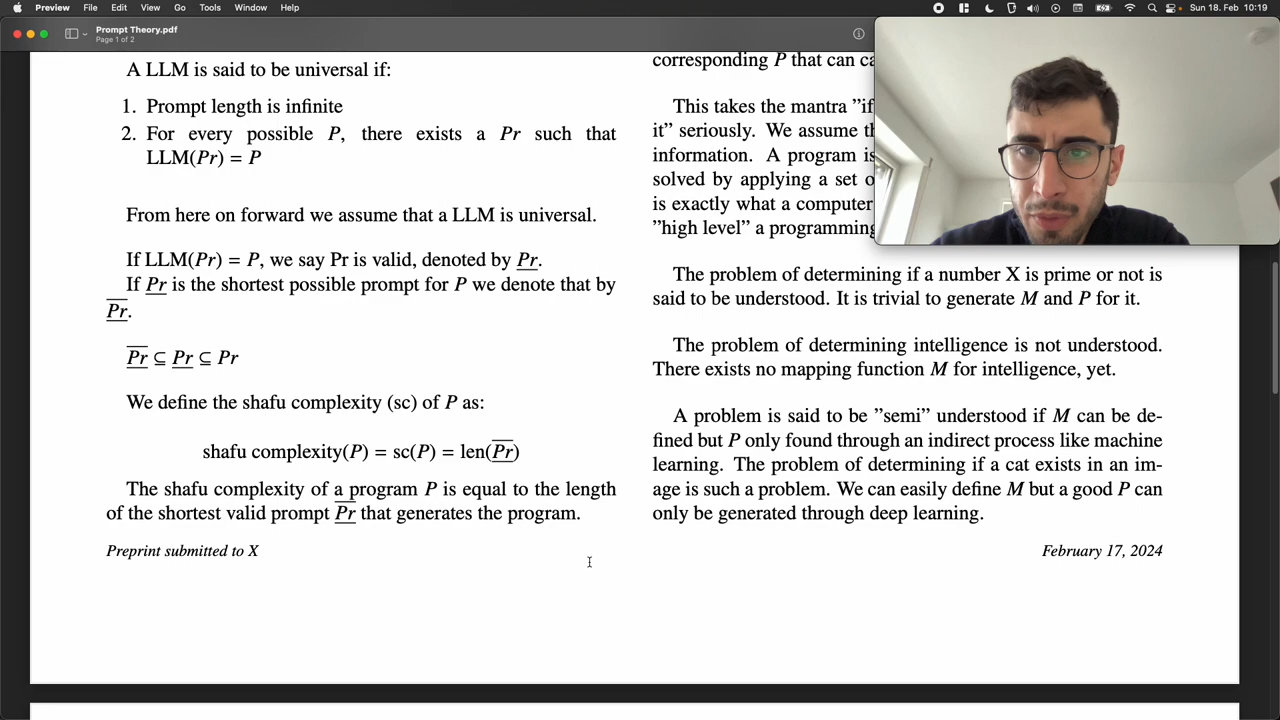 Preview File Edit View Go Tools Window Help
Sun 18. Feb 10:19
Prompt Theory.pdf
Page 1 of 2
A LLM is said to be universal if:
1. Prompt length is infinite
2. For every possible P, there exists a Pr such that
LLM(Pr) = P
From here on forward we assume that a LLM is universal.
If LLM(Pr) = P, we say Pr is valid, denoted by P̲r̲.
If P̲r̲ is the shortest possible prompt for P we denote that by
P̲̅r̲̅.
P̲̅r̲̅ ⊆ P̲r̲ ⊆ Pr
We define the shafu complexity (sc) of P as:
shafu complexity(P) = sc(P) = len(P̲̅r̲̅)
The shafu complexity of a program P is equal to the length
of the shortest valid prompt P̲̅r̲̅ that generates the program.
Preprint submitted to X
corresponding P that can ca
This takes the mantra ”if
it” seriously. We assume th
information. A program is
solved by applying a set o
is exactly what a computer
”high level” a programming
The problem of determining if a number X is prime or not is
said to be understood. It is trivial to generate M and P for it.
The problem of determining intelligence is not understood.
There exists no mapping function M for intelligence, yet.
A problem is said to be ”semi” understood if M can be de-
fined but P only found through an indirect process like machine
learning. The problem of determining if a cat exists in an im-
age is such a problem. We can easily define M but a good P can
only be generated through deep learning.
February 17, 2024